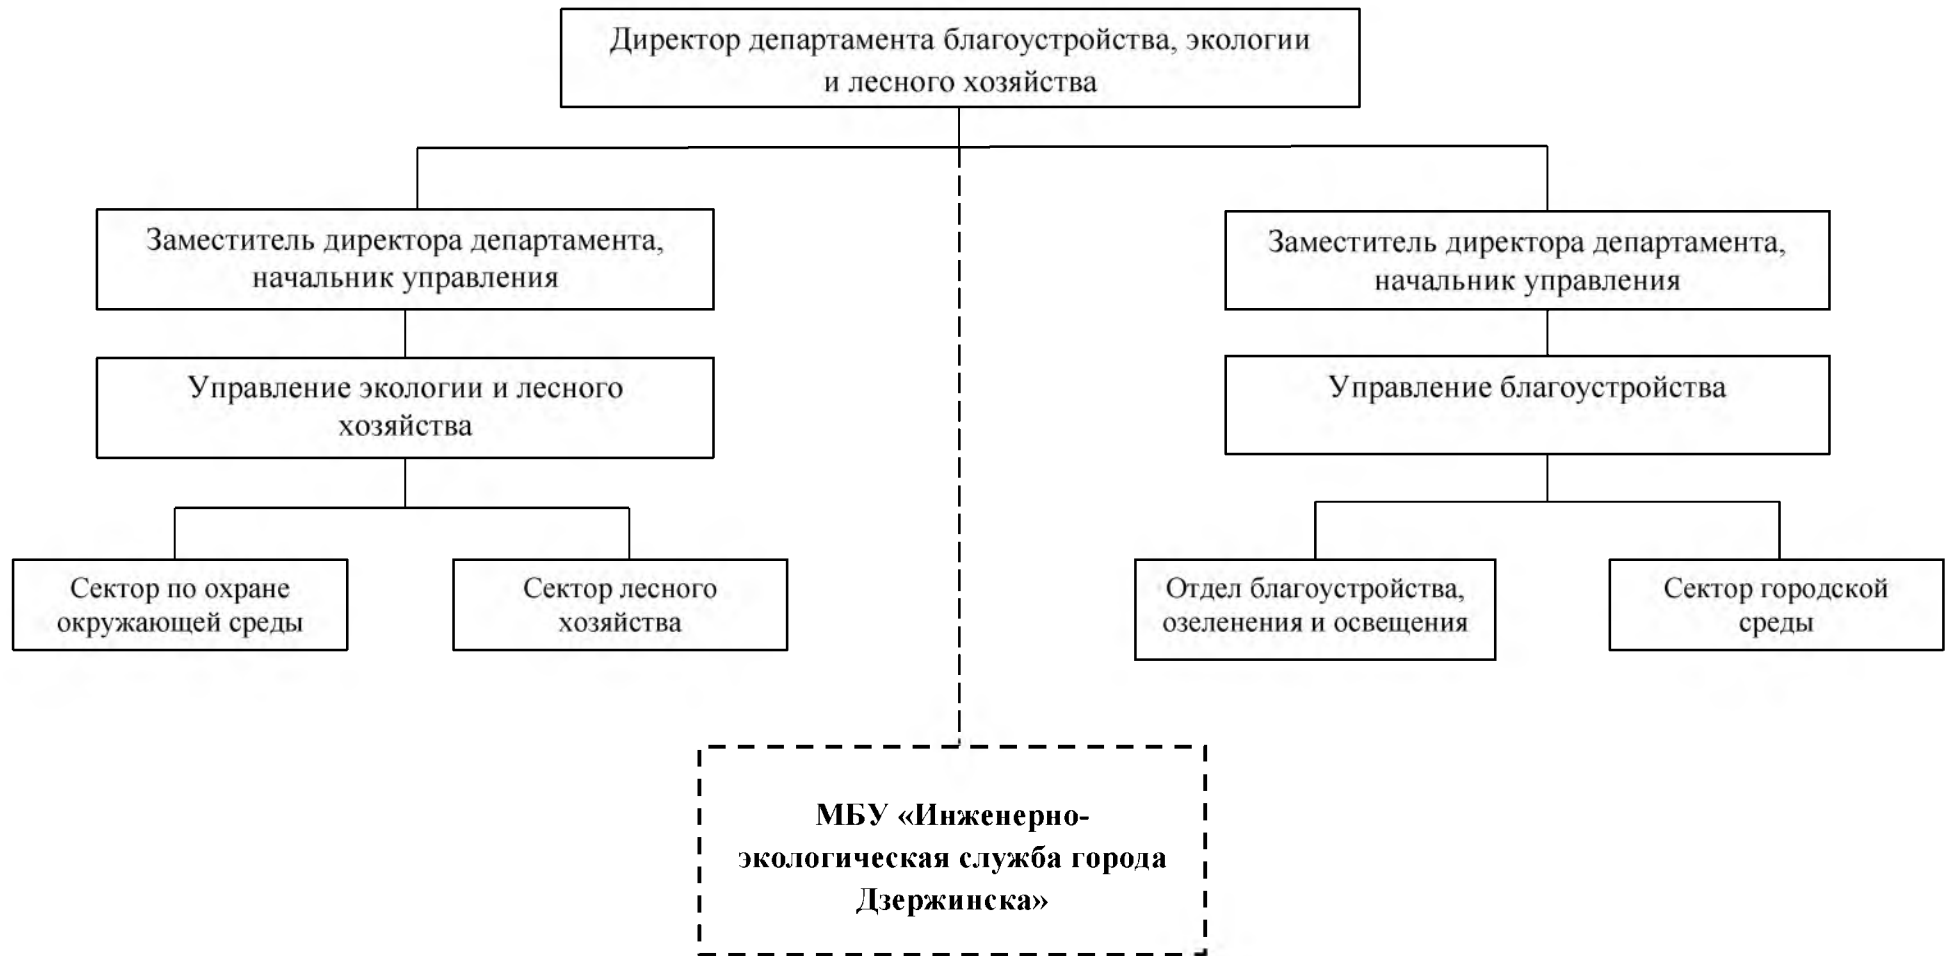 Директор департамента благоустройства, экологии
и лесного хозяйства
Заместитель директора департамента,
начальник управления
Заместитель директора департамента,
начальник управления
Управление экологии и лесного
хозяйства
Управление благоустройства
Сектор по охране
окружающей среды
Сектор лесного
хозяйства
Отдел благоустройства,
озеленения и освещения
Сектор городской
среды
МБУ «Инженерно-
экологическая служба города
Дзержинска»